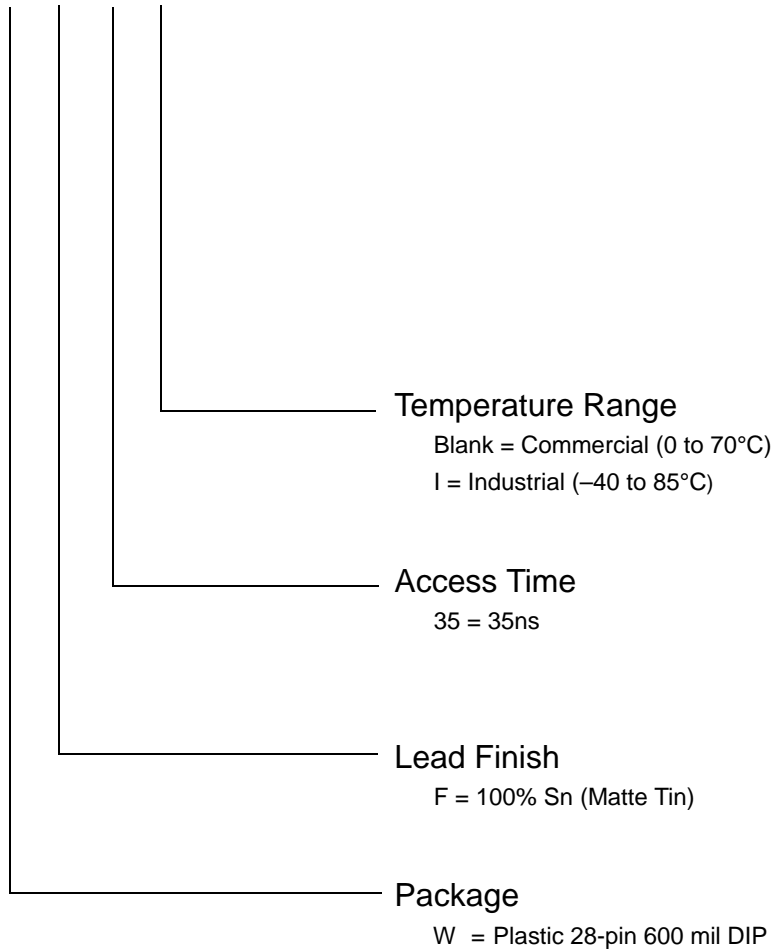 Temperature Range
Blank = Commercial (0 to 70°C)
I = Industrial (–40 to 85°C)
Access Time
35 = 35ns
Lead Finish
F = 100% Sn (Matte Tin)
Package
W = Plastic 28-pin 600 mil DIP